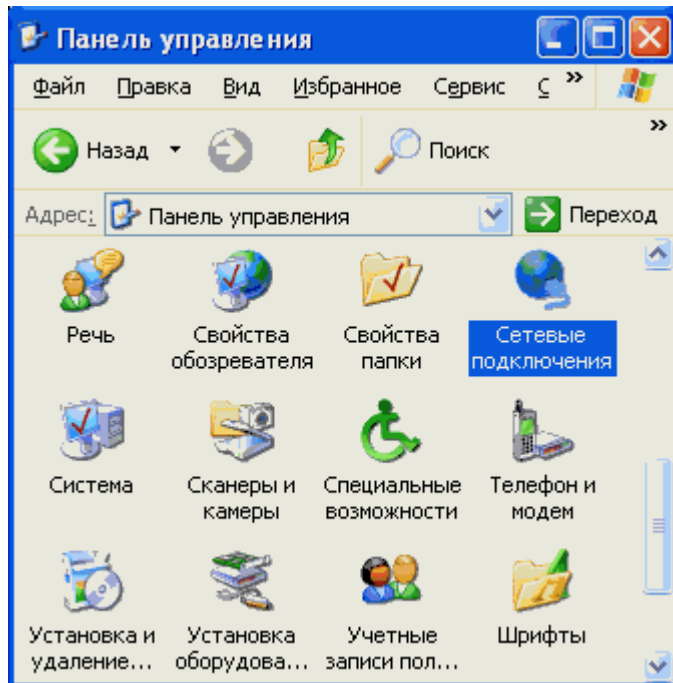 Панель управления
Файл Правка Вид Избранное Сервис С »
Назад Поиск »
Адрес: Панель управления Переход
Речь Свойства обозревателя Свойства папки Сетевые подключения
Система Сканеры и камеры Специальные возможности Телефон и модем
Установка и удаление... Установка оборудова... Учетные записи пол... Шрифты